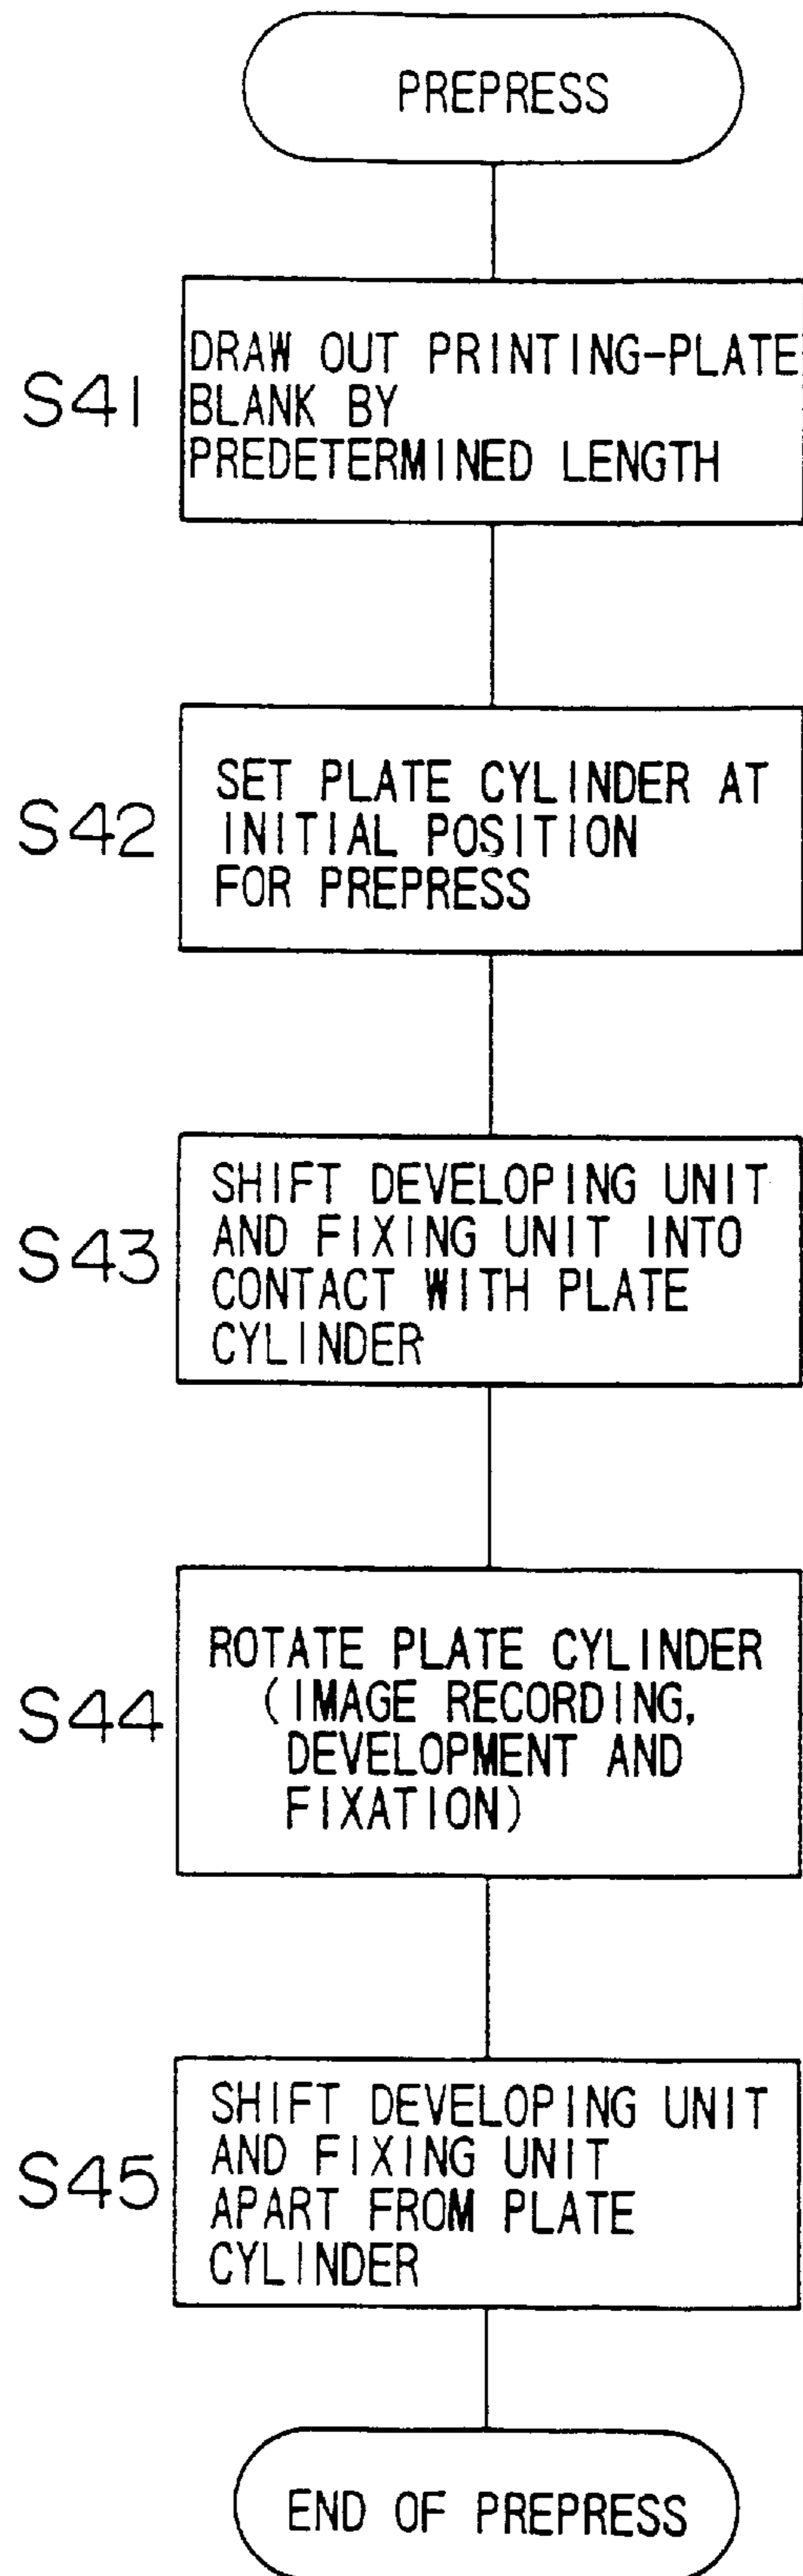 PREPRESS
S41
DRAW OUT PRINTING-PLATE
BLANK BY
PREDETERMINED LENGTH
S42
SET PLATE CYLINDER AT
INITIAL POSITION
FOR PREPRESS
S43
SHIFT DEVELOPING UNIT
AND FIXING UNIT INTO
CONTACT WITH PLATE
CYLINDER
S44
ROTATE PLATE CYLINDER
(IMAGE RECORDING,
DEVELOPMENT AND
FIXATION)
S45
SHIFT DEVELOPING UNIT
AND FIXING UNIT
APART FROM PLATE
CYLINDER
END OF PREPRESS